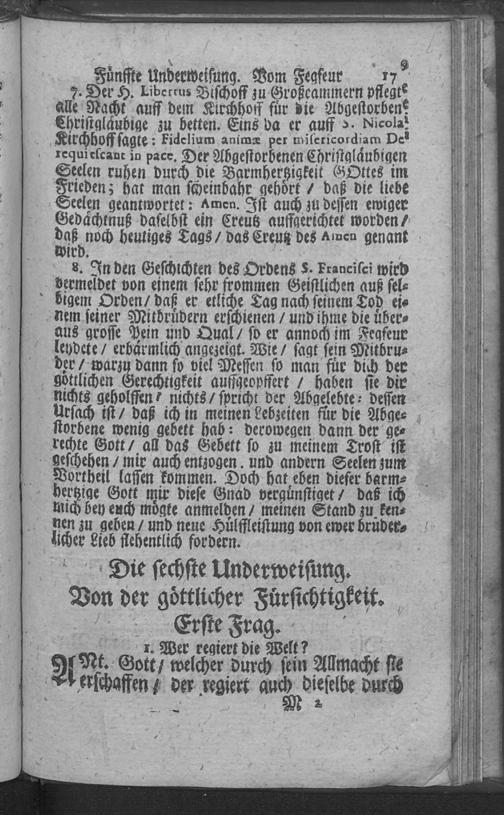 Fünffte Underweisung. Vom Fegfeur 179
7. Der H. Libertus Bischoff zu Großcammern pflegte
alle Nacht auff dem Kirchhoff für die Abgestorbene
Christgläubige zu betten. Eins da er auff S. Nicolai
Kirchhoff sagte: Fidelium animæ per misericordiam Dei
requiescant in pace. Der Abgestorbenen Christgläubigen
Seelen ruhen durch die Barmhertzigkeit GOttes im
Frieden; hat man scheinbahr gehört / daß die liebe
Seelen geantwortet: Amen. Ist auch zu dessen ewiger
Gedächtnuß daselbst ein Creutz auffgerichtet worden /
daß noch heutiges Tags / das Creutz des Amen genant
wird.
8. In den Geschichten des Ordens S. Francisci wird
vermeldet von einem sehr frommen Geistlichen auß sel-
bigem Orden / daß er etliche Tag nach seinem Tod ei-
nem seiner Mitbrüdern erschienen / und ihme die über-
aus grosse Pein und Qual / so er annoch im Fegfeur
leydete / erbärmlich angezeigt. Wie / sagt sein Mitbru-
der / warzu dann so viel Messen so man für dich der
göttlichen Gerechtigkeit auffgeopffert / haben sie dir
nichts geholffen? nichts / spricht der Abgelebte: dessen
Ursach ist / daß ich in meinen Lebzeiten für die Abge-
storbene wenig gebett hab: derowegen dann der ge-
rechte Gott / all das Gebett so zu meinem Trost ist
geschehen / mir auch entzogen. und andern Seelen zum
Vortheil lassen kommen. Doch hat eben dieser barm-
hertzige Gott mir diese Gnad vergünstiget / daß ich
mich bey euch mögte anmelden / meinen Stand zu ken-
nen zu geben / und neue Hülffleistung von ewer brüder-
licher Lieb flehentlich fordern.
Die sechste Underweisung.
Von der göttlicher Fürsichtigkeit.
Erste Frag.
1. Wer regiert die Welt?
ANt. Gott / welcher durch sein Allmacht sie
erschaffen / der regiert auch dieselbe durch
M 2